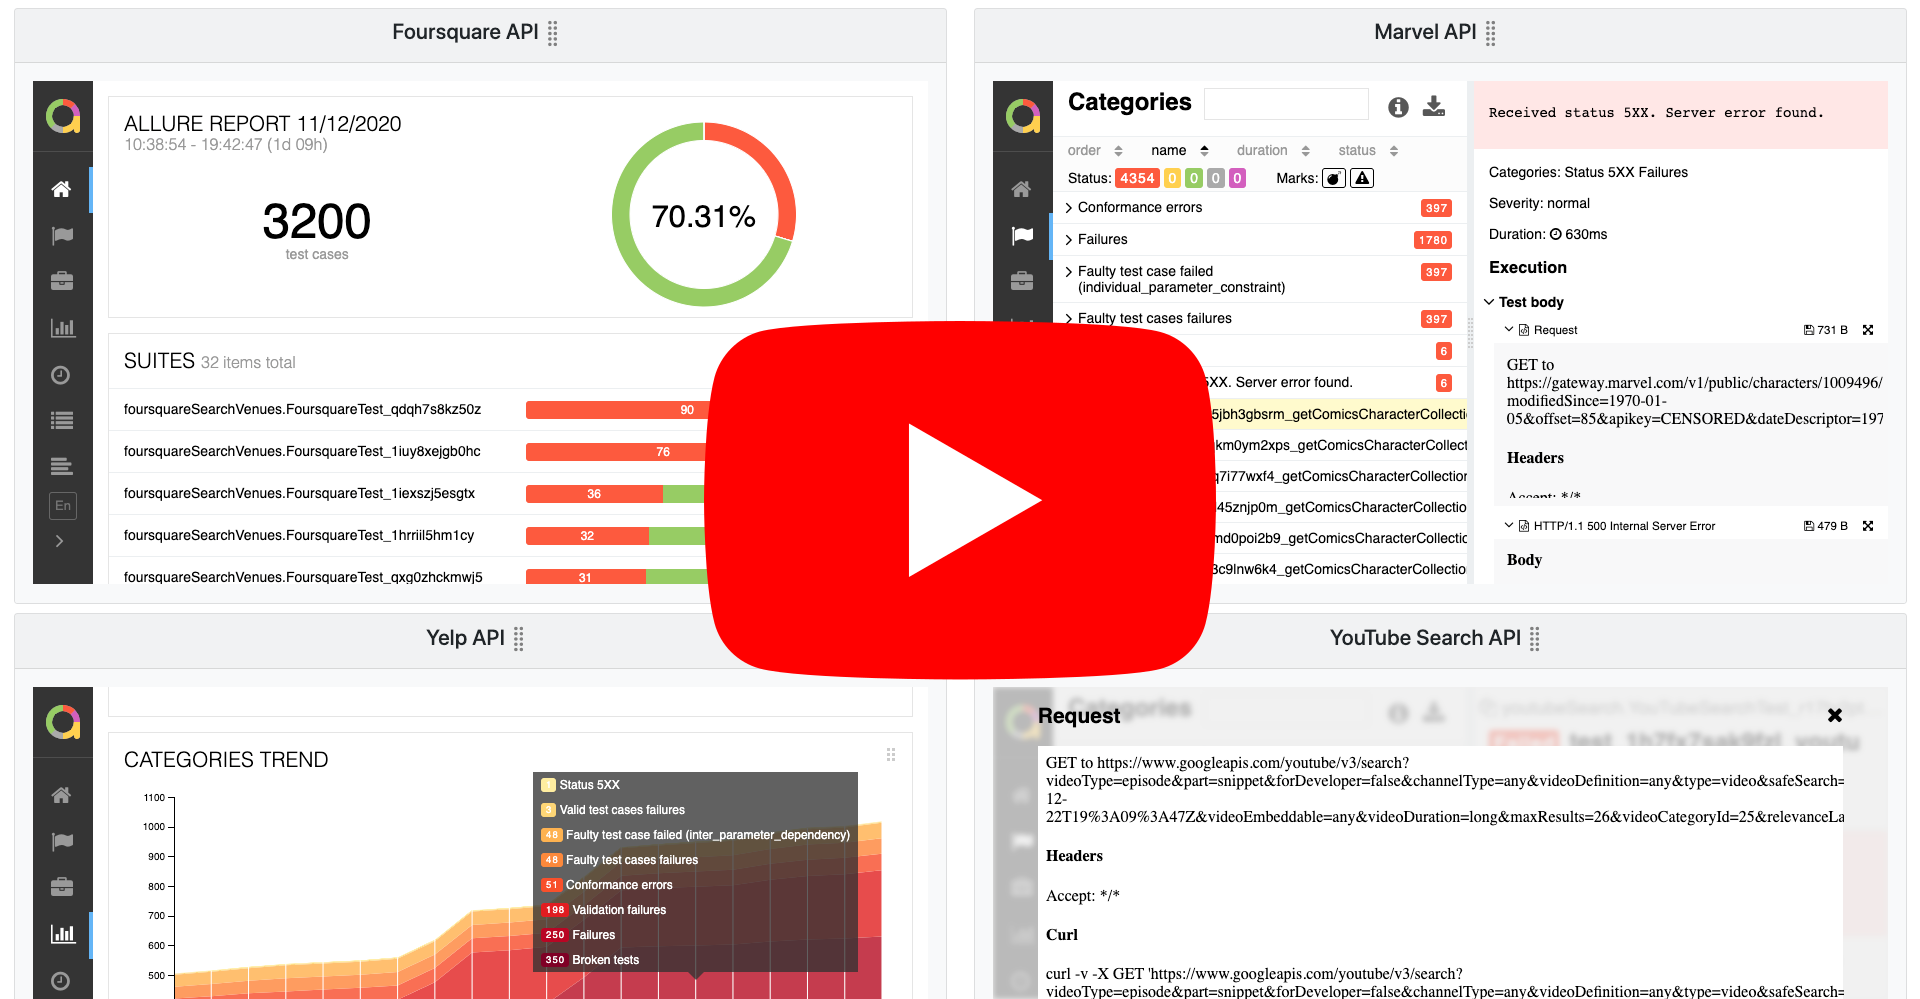 Foursquare API
ALLURE REPORT 11/12/2020
10:38:54 - 19:42:47 (1d 09h)
3200
test cases
70.31%
SUITES 32 items total
foursquareSearchVenues.FoursquareTest_qdqh7s8kz50z 90
foursquareSearchVenues.FoursquareTest_1iuy8xejgb0hc 76
foursquareSearchVenues.FoursquareTest_1iexszj5esgtx 36
foursquareSearchVenues.FoursquareTest_1hrriil5hm1cy 32
foursquareSearchVenues.FoursquareTest_qxg0zhckmwj5 31
En
Marvel API
Categories
order name duration status
Status: 4354 0 0 0 0 Marks:
Conformance errors 397
Failures 1780
Faulty test case failed 397
(individual_parameter_constraint)
Faulty test cases failures 397
6
5XX. Server error found. 6
5jbh3gbsrm_getComicsCharacterCollecti
km0ym2xps_getComicsCharacterCollect
q7i77wxf4_getComicsCharacterCollection
45znjp0m_getComicsCharacterCollectio
md0poi2b9_getComicsCharacterCollectic
3c9lnw6k4_getComicsCharacterCollectio
Received status 5XX. Server error found.
Categories: Status 5XX Failures
Severity: normal
Duration: 630ms
Execution
Test body
Request 731 B
GET to
https://gateway.marvel.com/v1/public/characters/1009496/
modifiedSince=1970-01-
05&offset=85&apikey=CENSORED&dateDescriptor=197
Headers
Accept: */*
HTTP/1.1 500 Internal Server Error 479 B
Body
Yelp API
CATEGORIES TREND
1100
1000
900
800
700
600
500
1 Status 5XX
3 Valid test cases failures
48 Faulty test case failed (inter_parameter_dependency)
48 Faulty test cases failures
51 Conformance errors
198 Validation failures
250 Failures
350 Broken tests
YouTube Search API
Categories
Request
GET to https://www.googleapis.com/youtube/v3/search?
videoType=episode&part=snippet&forDeveloper=false&channelType=any&videoDefinition=any&type=video&safeSearch=
12-
22T19%3A09%3A47Z&videoEmbeddable=any&videoDuration=long&maxResults=26&videoCategoryId=25&relevanceLa
Headers
Accept: */*
Curl
curl -v -X GET 'https://www.googleapis.com/youtube/v3/search?
videoType=episode&part=snippet&forDeveloper=false&channelType=any&videoDefinition=any&type=video&safeSearch=